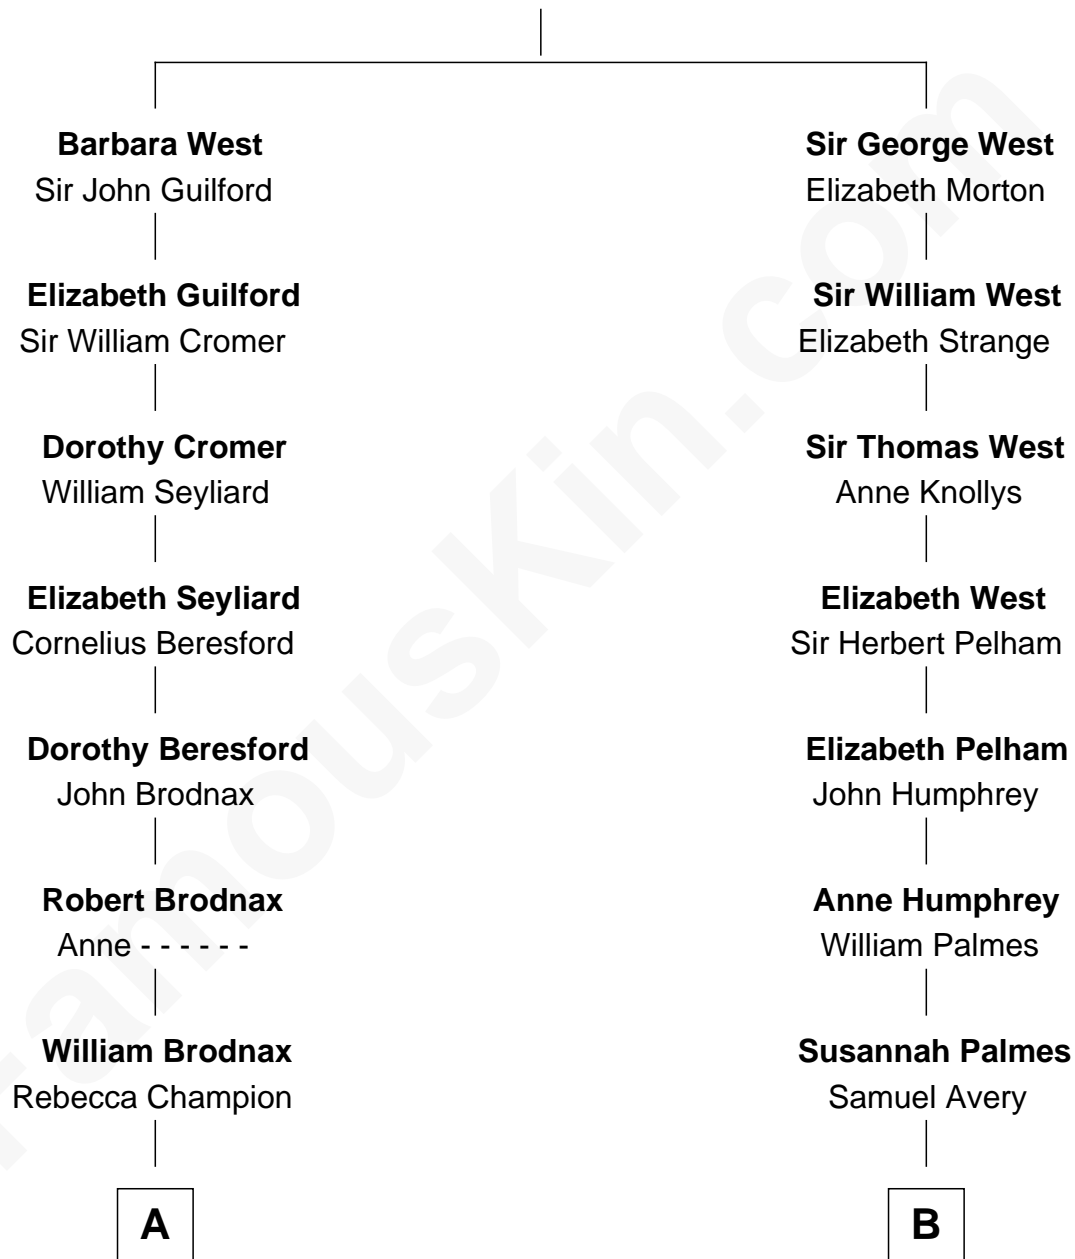 Barbara West
Sir John Guilford
Elizabeth Guilford
Sir William Cromer
Dorothy Cromer
William Seyliard
Elizabeth Seyliard
Cornelius Beresford
Dorothy Beresford
John Brodnax
Robert Brodnax
Anne - - - - - -
William Brodnax
Rebecca Champion
A
Sir George West
Elizabeth Morton
Sir William West
Elizabeth Strange
Sir Thomas West
Anne Knollys
Elizabeth West
Sir Herbert Pelham
Elizabeth Pelham
John Humphrey
Anne Humphrey
William Palmes
Susannah Palmes
Samuel Avery
B
FamousKin.com